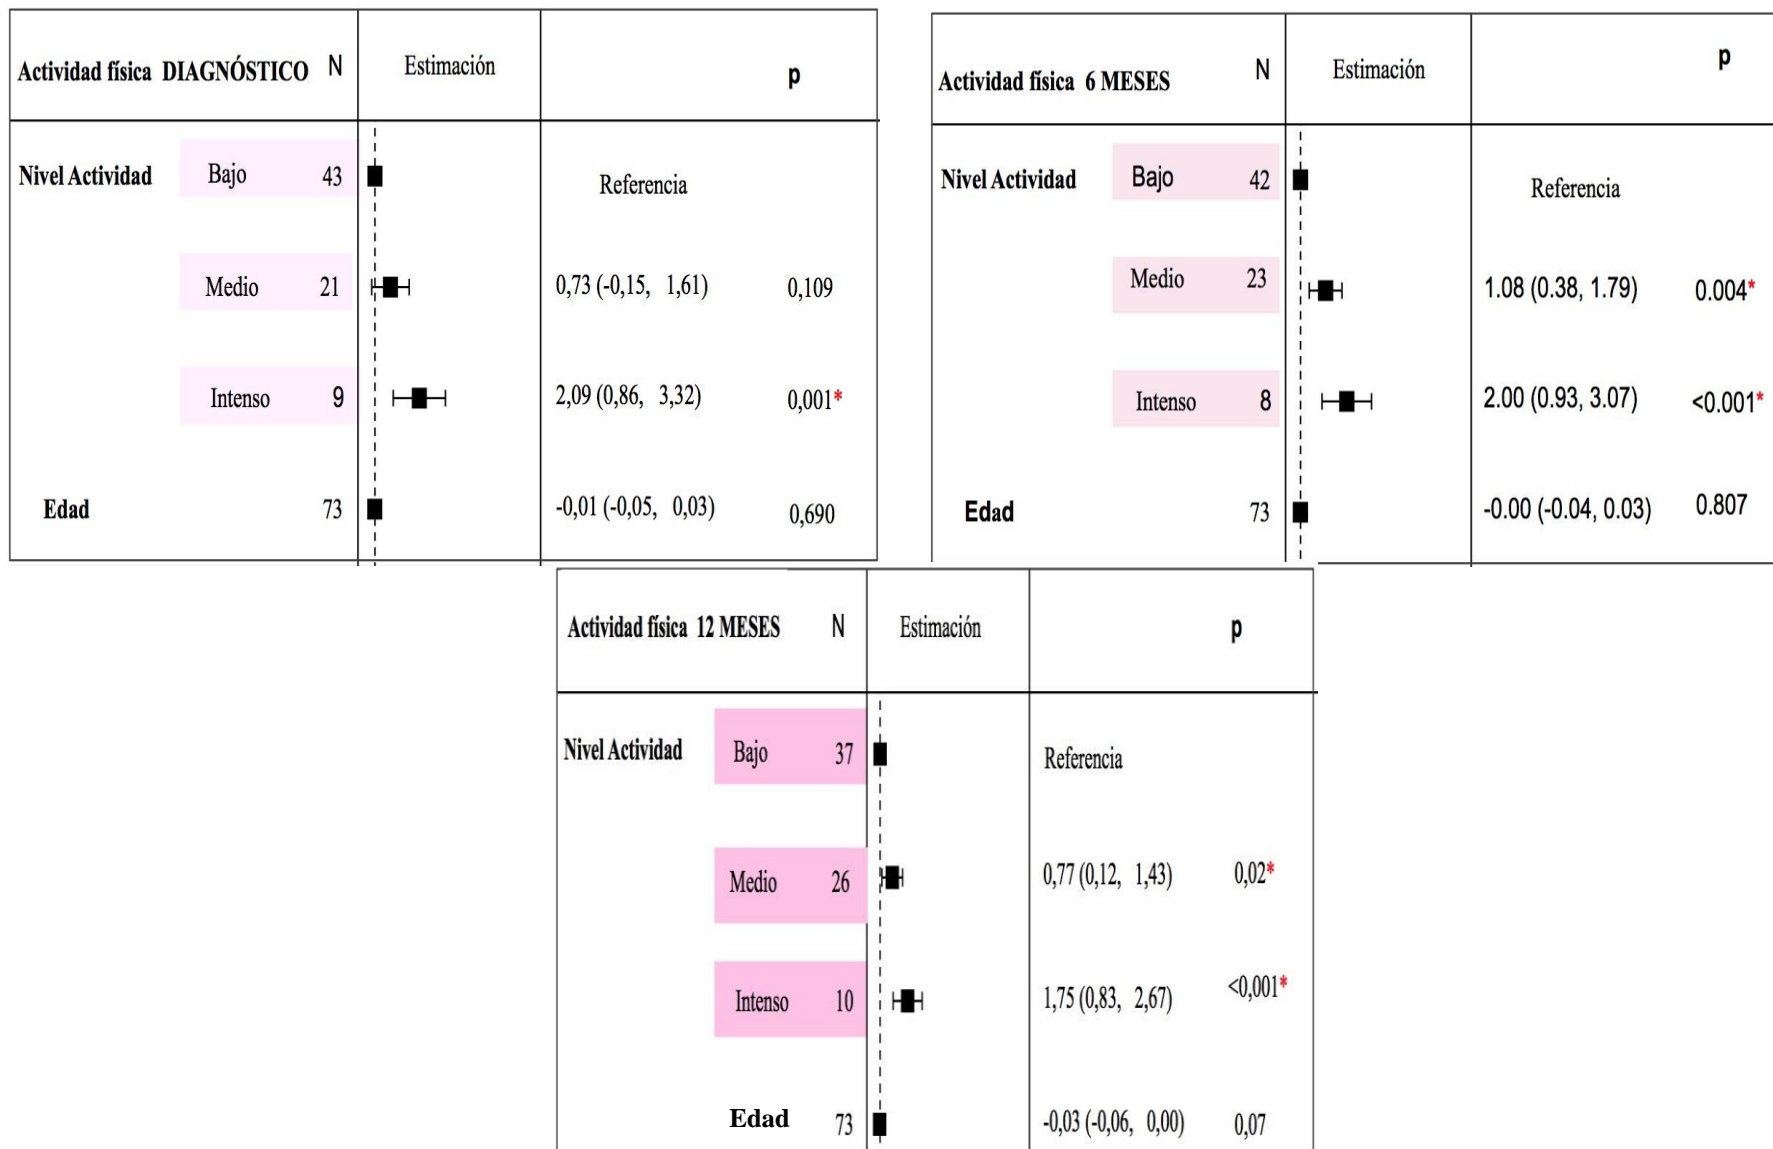 Actividad física DIAGNÓSTICO N Estimación p
Nivel Actividad Bajo 43 Referencia
Medio 21 0,73 (-0,15, 1,61) 0,109
Intenso 9 2,09 (0,86, 3,32) 0,001*
Edad 73 -0,01 (-0,05, 0,03) 0,690
Actividad física 6 MESES N Estimación p
Nivel Actividad Bajo 42 Referencia
Medio 23 1.08 (0.38, 1.79) 0.004*
Intenso 8 2.00 (0.93, 3.07) <0.001*
Edad 73 -0.00 (-0.04, 0.03) 0.807
Actividad física 12 MESES N Estimación p
Nivel Actividad Bajo 37 Referencia
Medio 26 0,77 (0,12, 1,43) 0,02*
Intenso 10 1,75 (0,83, 2,67) <0,001*
Edad 73 -0,03 (-0,06, 0,00) 0,07